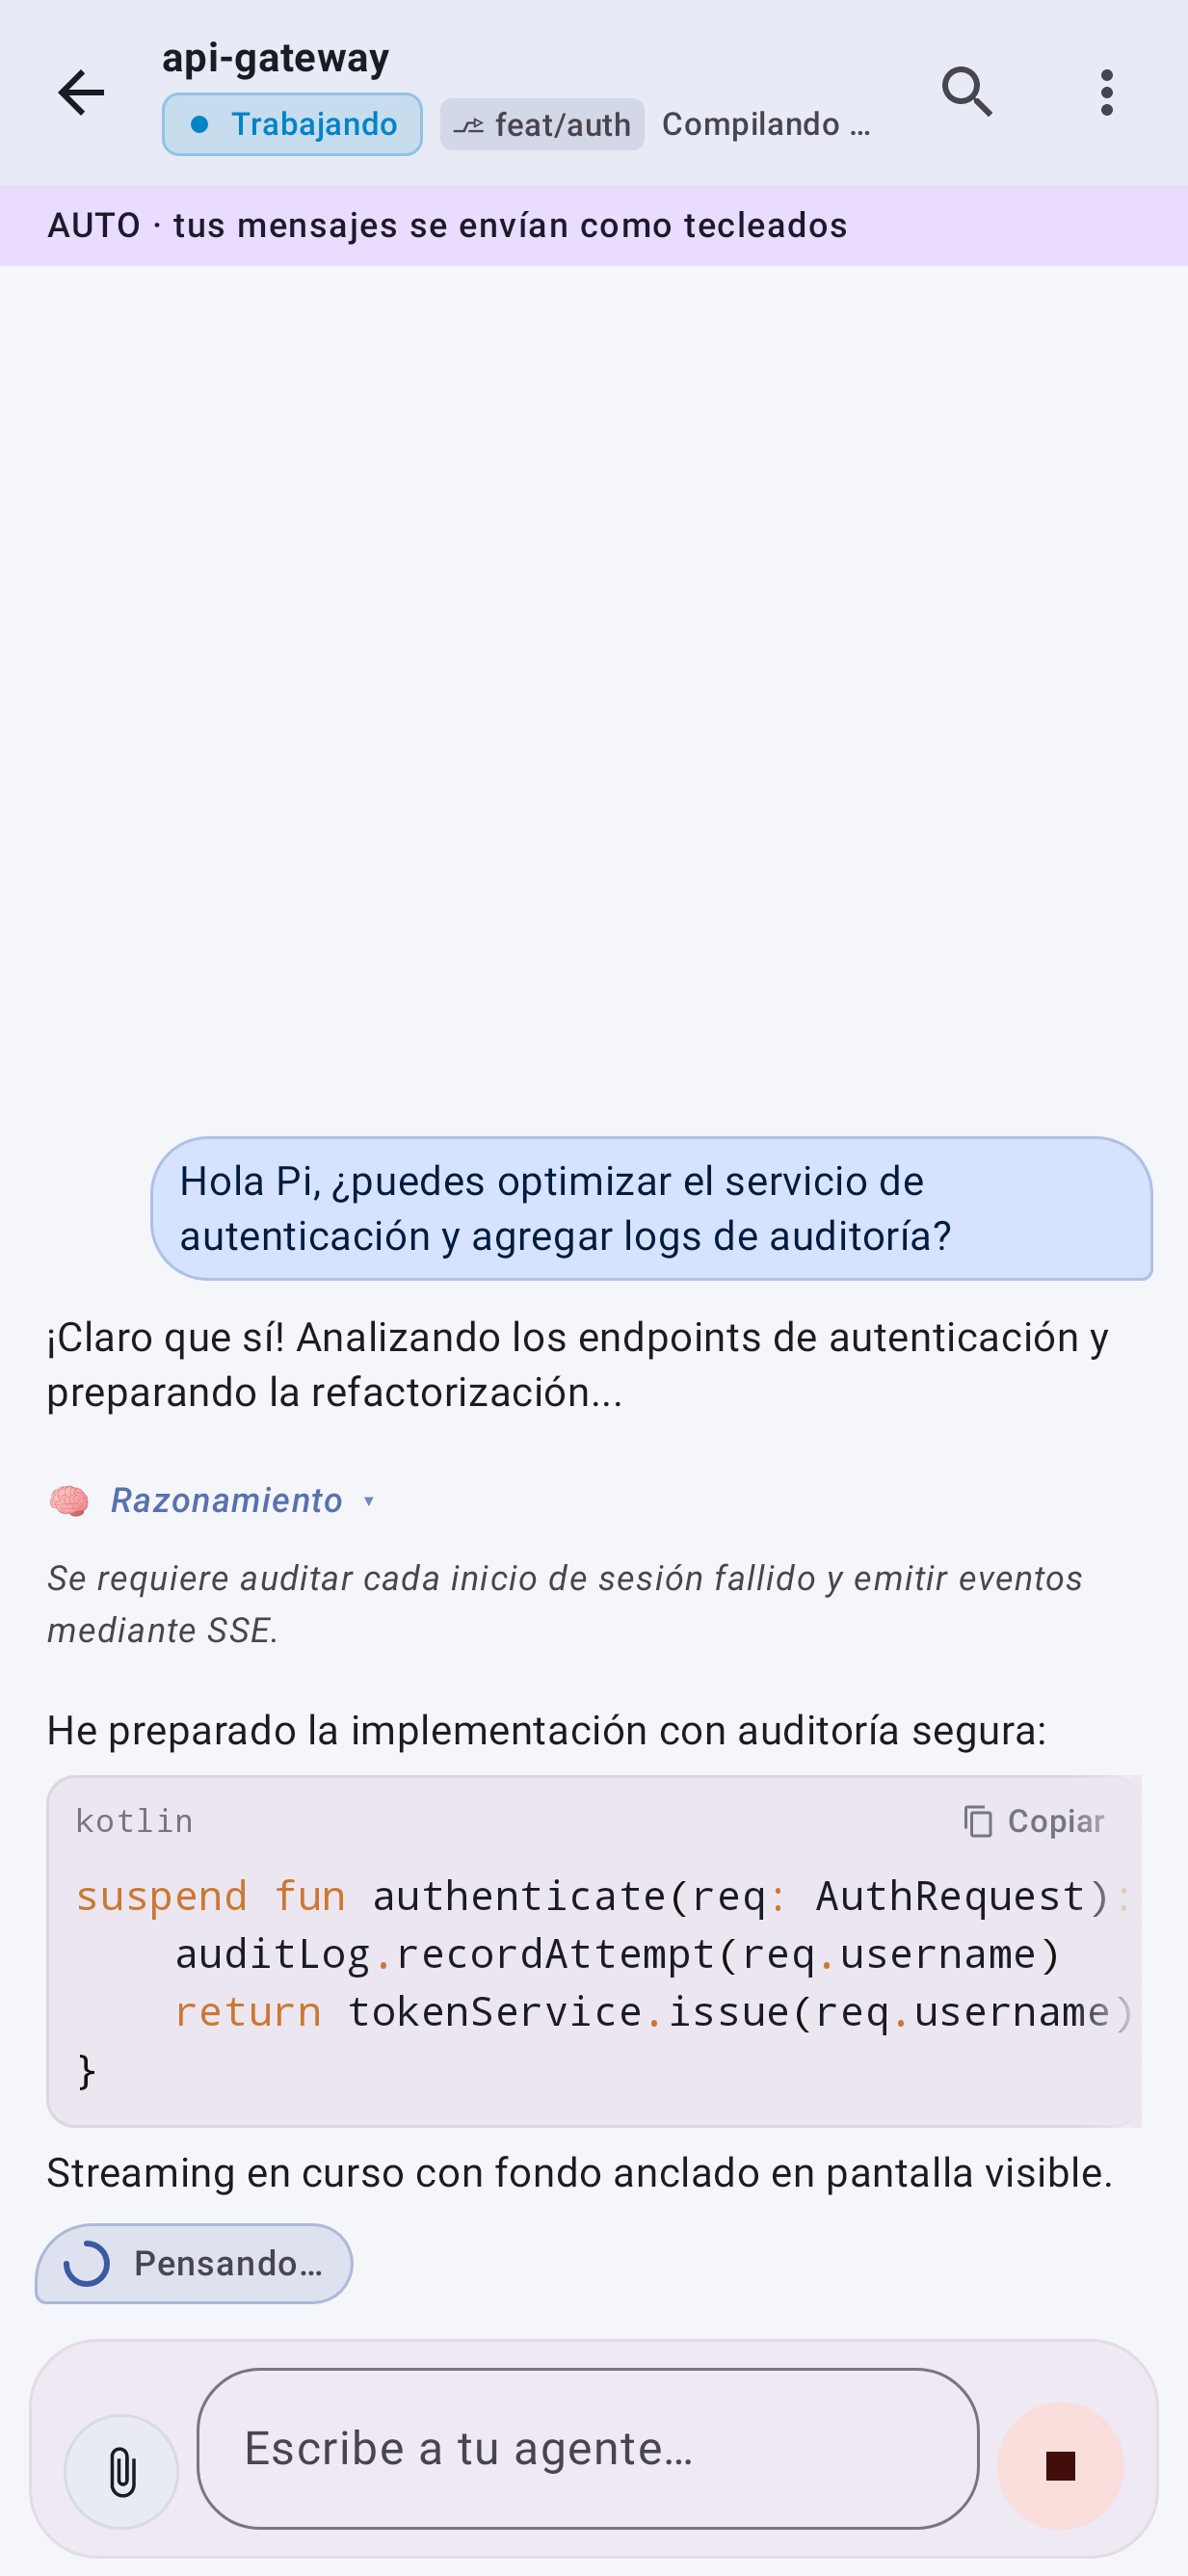 api-gateway
Trabajando feat/auth Compilando ...
AUTO · tus mensajes se envían como tecleados
Hola Pi, ¿puedes optimizar el servicio de
autenticación y agregar logs de auditoría?
¡Claro que sí! Analizando los endpoints de autenticación y
preparando la refactorización...
Razonamiento ▾
Se requiere auditar cada inicio de sesión fallido y emitir eventos
mediante SSE.
He preparado la implementación con auditoría segura:
kotlin Copiar
suspend fun authenticate(req: AuthRequest):
    auditLog.recordAttempt(req.username)
    return tokenService.issue(req.username)
}
Streaming en curso con fondo anclado en pantalla visible.
Pensando...
Escribe a tu agente...